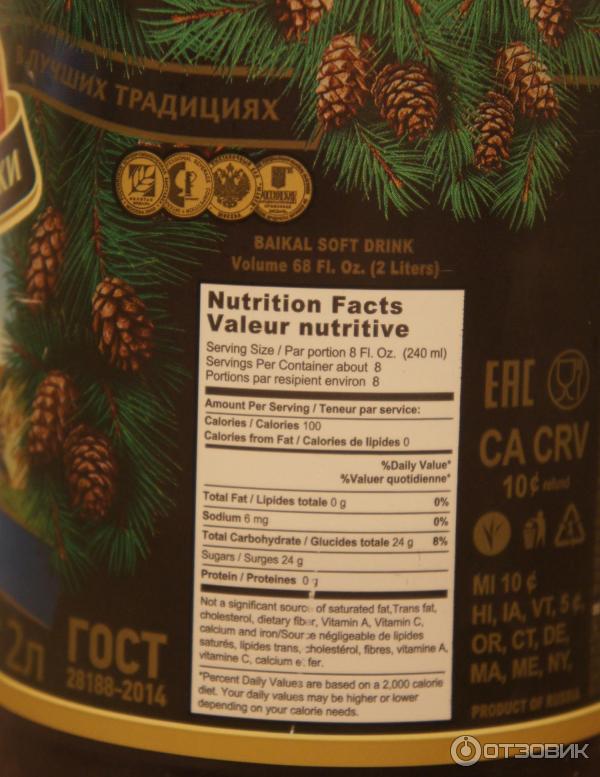 В ЛУЧШИХ ТРАДИЦИЯХ
КИ
BAIKAL SOFT DRINK
Volume 68 Fl. Oz. (2 Liters)
Nutrition Facts
Valeur nutritive
Serving Size / Par portion 8 Fl. Oz. (240 ml)
Servings Per Container about 8
Portions par resipient environ 8
Amount Per Serving / Teneur par service:
Calories / Calories 100
Calories from Fat / Calories de lipides 0
%Daily Value*
%Valuer quotidienne*
Total Fat / Lipides totale 0 g 0%
Sodium 6 mg 0%
Total Carbohydrate / Glucides totale 24 g 8%
Sugars / Surges 24 g
Protein / Proteines 0 g
Not a significant source of saturated fat,Trans fat,
cholesterol, dietary fiber, Vitamin A, Vitamin C,
calcium and iron/Source négligeable de lipides
saturés, lipides trans, cholestérol, fibres, vitamine A,
vitamine C, calcium et fer.
*Percent Daily Values are based on a 2,000 calorie
diet. Your daily values may be higher or lower
depending on your calorie needs.
EAC
CA CRV
10¢ refund
MI 10 ¢
HI, IA, VT, 5 ¢,
OR, CT, DE,
MA, ME, NY,
PRODUCT OF RUSSIA
2л
ГОСТ
28188-2014
ОТЗОВИК